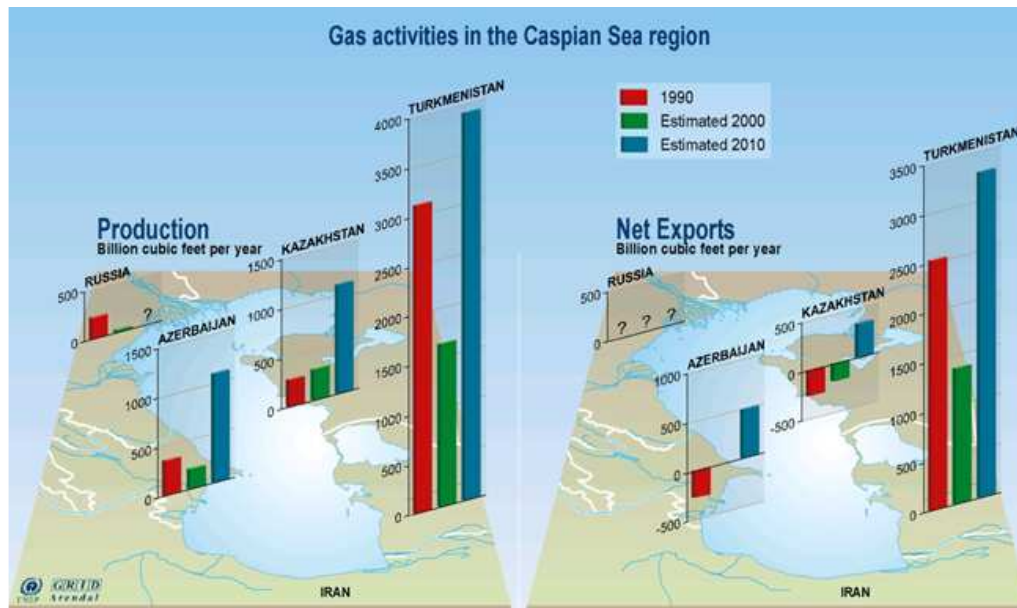 Gas activities in the Caspian Sea region
1990
Estimated 2000
Estimated 2010
Production
Billion cubic feet per year
RUSSIA
500
0
?
AZERBAIJAN
1500
1000
500
0
KAZAKHSTAN
1500
1000
500
0
TURKMENISTAN
4000
3500
3000
2500
2000
1500
1000
500
0
IRAN
Net Exports
Billion cubic feet per year
RUSSIA
500
0
? ? ?
AZERBAIJAN
1000
500
0
-500
KAZAKHSTAN
500
0
-500
TURKMENISTAN
3500
3000
2500
2000
1500
1000
500
0
IRAN
UNEP
GRID
Arendal